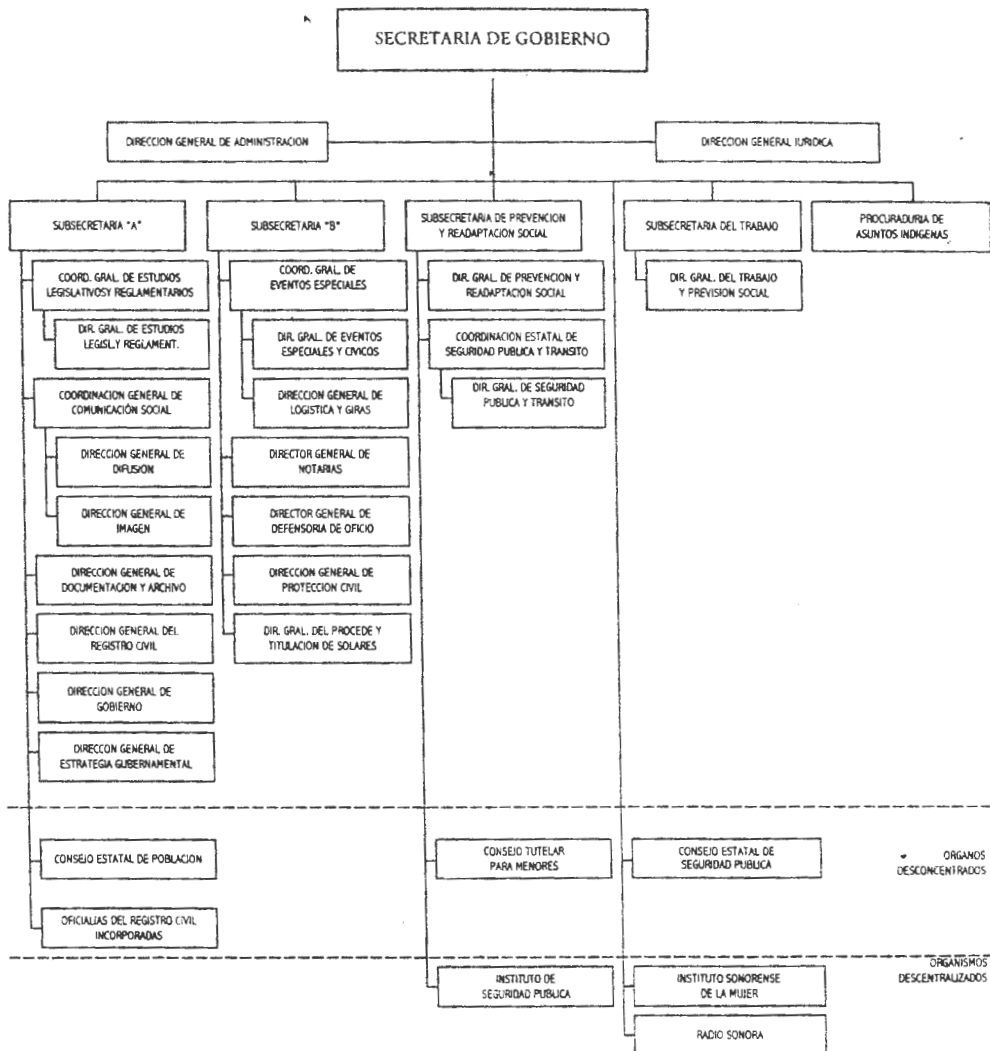 SECRETARIA DE GOBIERNO
DIRECCION GENERAL DE ADMINISTRACION
DIRECCION GENERAL JURIDICA
SUBSECRETARIA "A"
SUBSECRETARIA "B"
SUBSECRETARIA DE PREVENCION
Y READAPTACION SOCIAL
SUBSECRETARIA DEL TRABAJO
PROCURADURIA DE
ASUNTOS INDIGENAS
COORD. GRAL. DE ESTUDIOS
LEGISLATIVOSY REGLAMENTARIOS
DIR. GRAL. DE ESTUDIOS
LEGISL.Y REGLAMENT.
COORDINACION GENERAL DE
COMUNICACIÓN SOCIAL
DIRECCION GENERAL DE
DIFUSION
DIRECCION GENERAL DE
IMAGEN
DIRECCION GENERAL DE
DOCUMENTACION Y ARCHIVO
DIRECCION GENERAL DEL
REGISTRO CIVIL
DIRECCION GENERAL DE
GOBIERNO
DIRECCON GENERAL DE
ESTRATEGIA GUBERNAMENTAL
COORD. GRAL. DE
EVENTOS ESPECIALES
DIR. GRAL. DE EVENTOS
ESPECIALES Y CIVICOS
DIRECCION GENERAL DE
LOGISTICA Y GIRAS
DIRECTOR GENERAL DE
NOTARIAS
DIRECTOR GENERAL DE
DEFENSORIA DE OFICIO
DIRECCION GENERAL DE
PROTECCION CIVIL
DIR. GRAL. DEL PROCEDE Y
TITULACION DE SOLARES
DIR. GRAL. DE PREVENCION Y
READAPTACION SOCIAL
COORDINACION ESTATAL DE
SEGURIDAD PUBLICA Y TRANSITO
DIR. GRAL. DE SEGURIDAD
PUBLICA Y TRANSITO
DIR. GRAL. DEL TRABAJO
Y PREVISION SOCIAL
CONSEJO ESTATAL DE POBLACION
OFICIALIAS DEL REGISTRO CIVIL
INCORPORADAS
CONSEJO TUTELAR
PARA MENORES
CONSEJO ESTATAL DE
SEGURIDAD PUBLICA
ORGANOS
DESCONCENTRADOS
INSTITUTO DE
SEGURIDAD PUBLICA
INSTITUTO SONORENSE
DE LA MUJER
RADIO SONORA
ORGANISMOS
DESCENTRALIZADOS